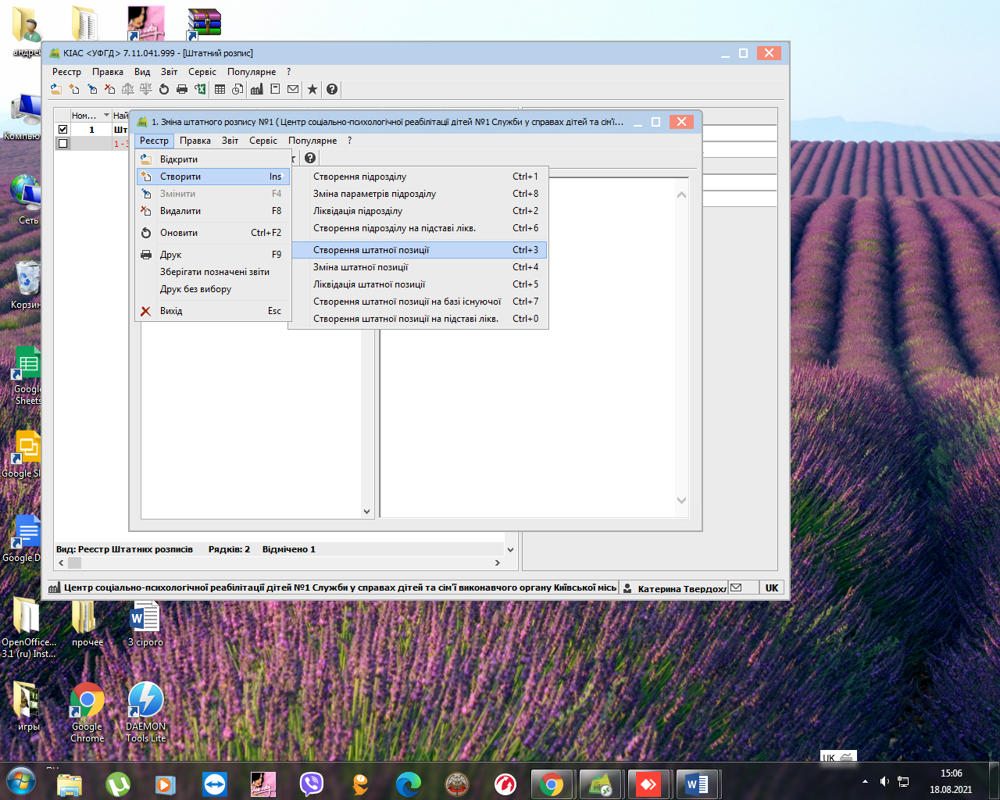 андрей
КІАС <УФГД> 7.11.041.999 - [Штатний розпис]
Реєстр Правка Вид Звіт Сервіс Популярне ?
Ном... Най
1 Шт
1 - 3
1. Зміна штатного розпису №1 ( Центр соціально-психологічної реабілітації дітей №1 Служби у справах дітей та сім'ї...
Реєстр Правка Звіт Сервіс Популярне ?
Відкрити
Створити Ins
Змінити F4
Видалити F8
Оновити Ctrl+F2
Друк F9
Зберігати позначені звіти
Друк без вибору
Вихід Esc
Створення підрозділу Ctrl+1
Зміна параметрів підрозділу Ctrl+8
Ліквідація підрозділу Ctrl+2
Створення підрозділу на підставі лікв. Ctrl+6
Створення штатної позиції Ctrl+3
Зміна штатної позиції Ctrl+4
Ліквідація штатної позиції Ctrl+5
Створення штатної позиції на базі існуючої Ctrl+7
Створення штатної позиції на підставі лікв. Ctrl+0
Вид: Реєстр Штатних розписів Рядків: 2 Відмічено 1
Центр соціально-психологічної реабілітації дітей №1 Служби у справах дітей та сім'ї виконавчого органу Київської місь
Катерина Твердохл
UK
Компью
Сеть
Корзин
Google
Sheets
Google Sl
Google D
OpenOffice...
3.1 (ru) Inst...
прочее
З сірого
игры
Google
Chrome
DAEMON
Tools Lite
UK
15:06
18.08.2021